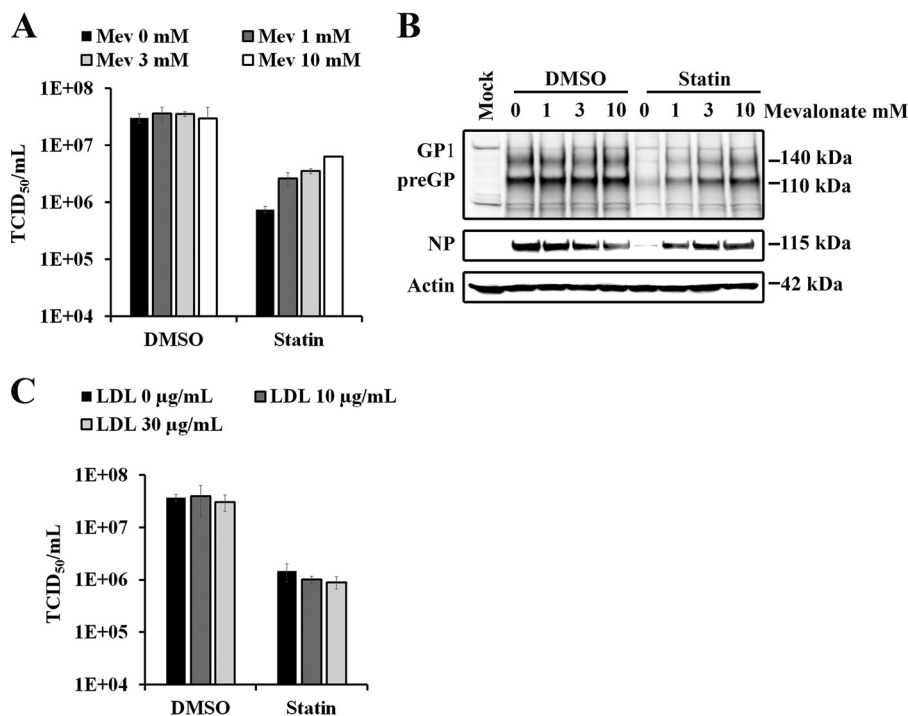 A
Mev 0 mM Mev 1 mM
Mev 3 mM Mev 10 mM
1E+08
1E+07
1E+06
1E+05
1E+04
TCID50/mL
DMSO Statin
B
Mock
DMSO Statin
0 1 3 10 0 1 3 10 Mevalonate mM
GP1 –140 kDa
preGP –110 kDa
NP –115 kDa
Actin –42 kDa
C
LDL 0 µg/mL LDL 10 µg/mL
LDL 30 µg/mL
1E+08
1E+07
1E+06
1E+05
1E+04
TCID50/mL
DMSO Statin